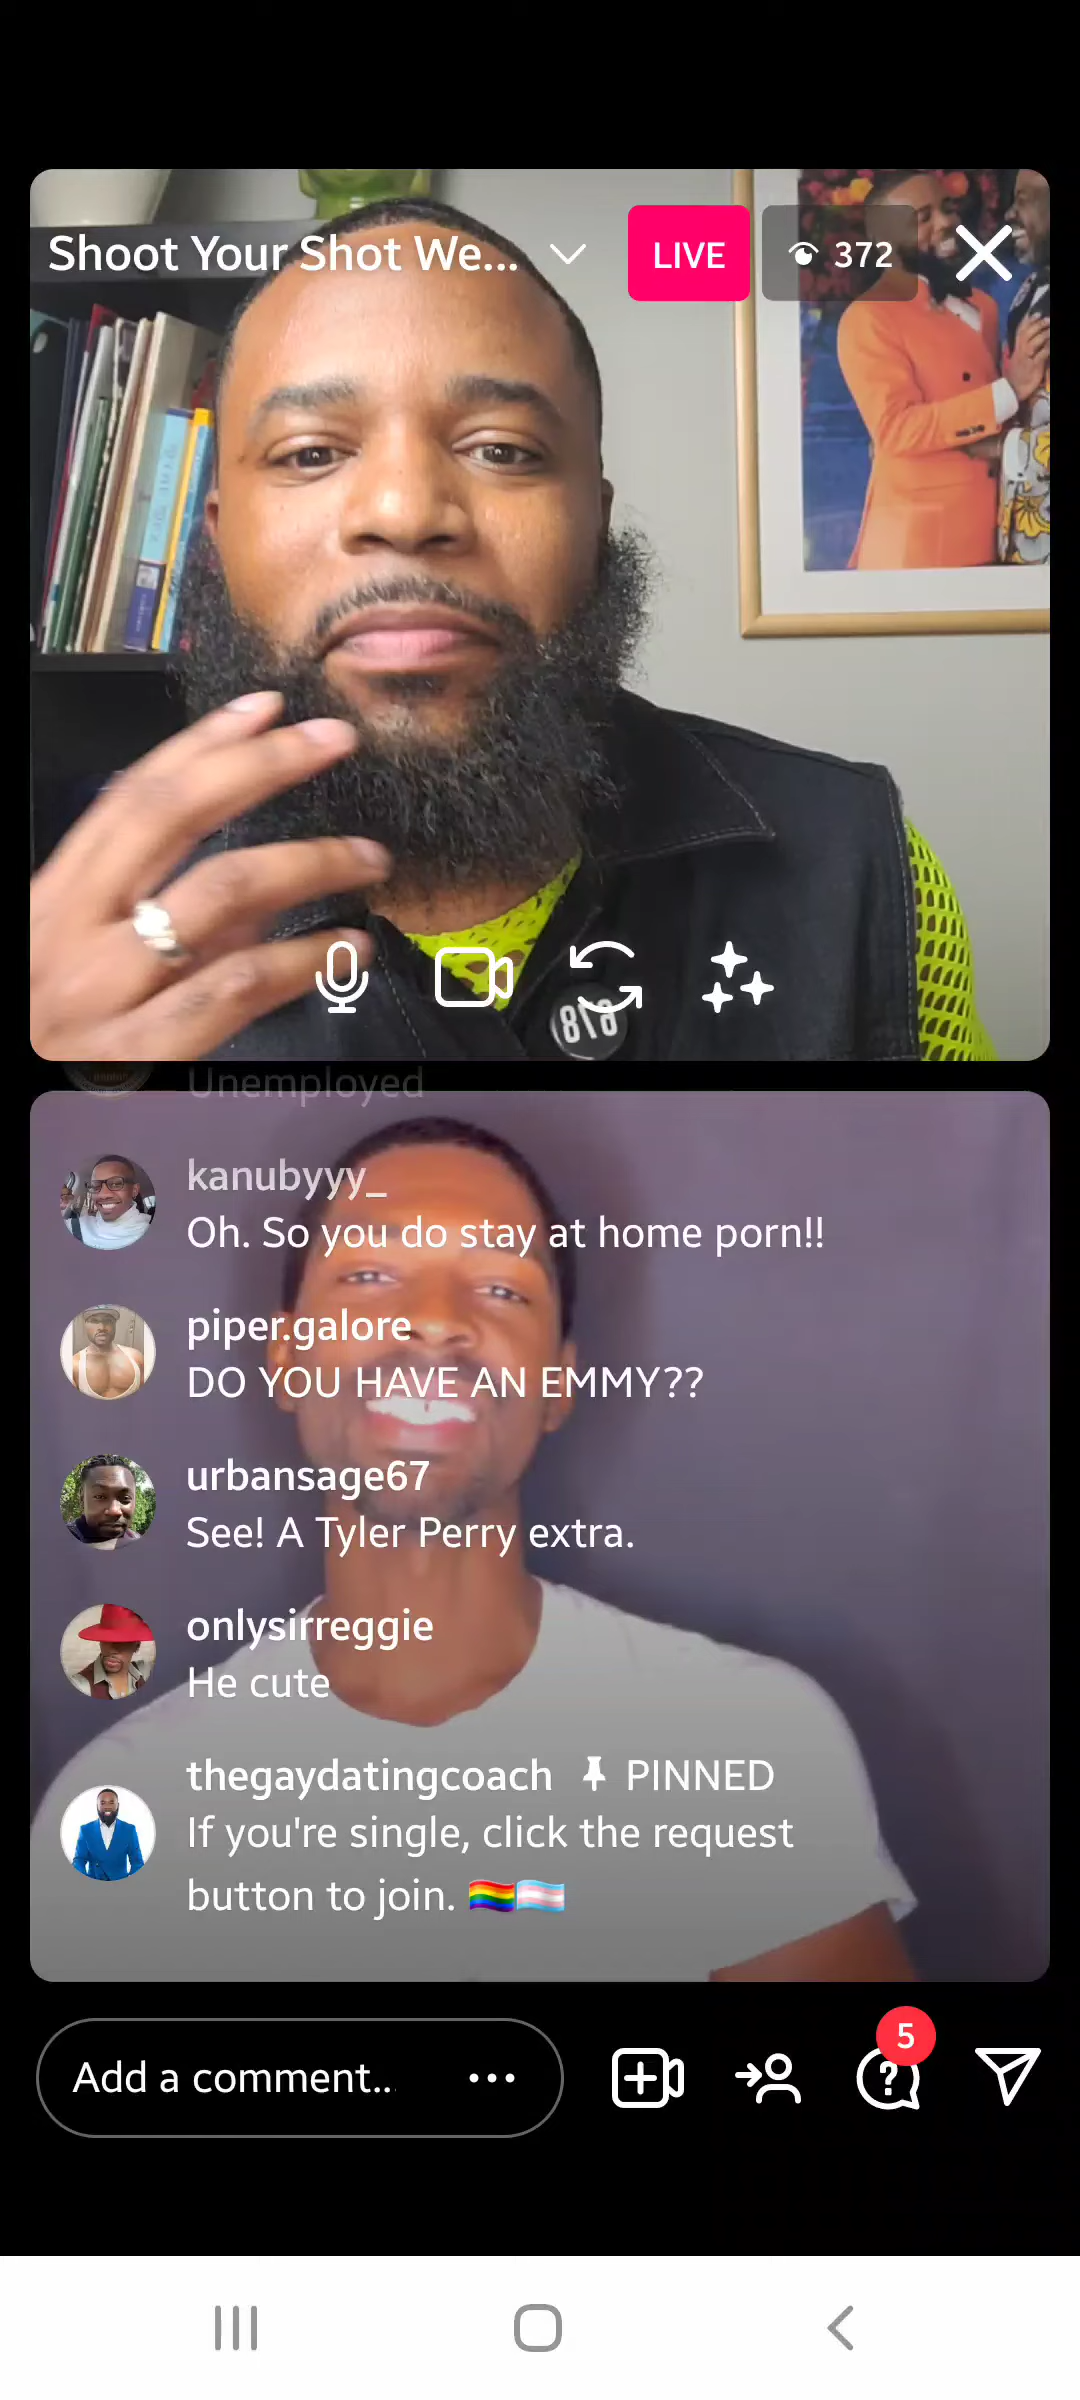 Shoot Your Shot We...
LIVE
372
818
Unemployed
kanubyyy_
Oh. So you do stay at home porn!!
piper.galore
DO YOU HAVE AN EMMY??
urbansage67
See! A Tyler Perry extra.
onlysirreggie
He cute
thegaydatingcoach PINNED
If you're single, click the request
button to join. 🏳️‍🌈🏳️‍⚧️
Add a comment...
5